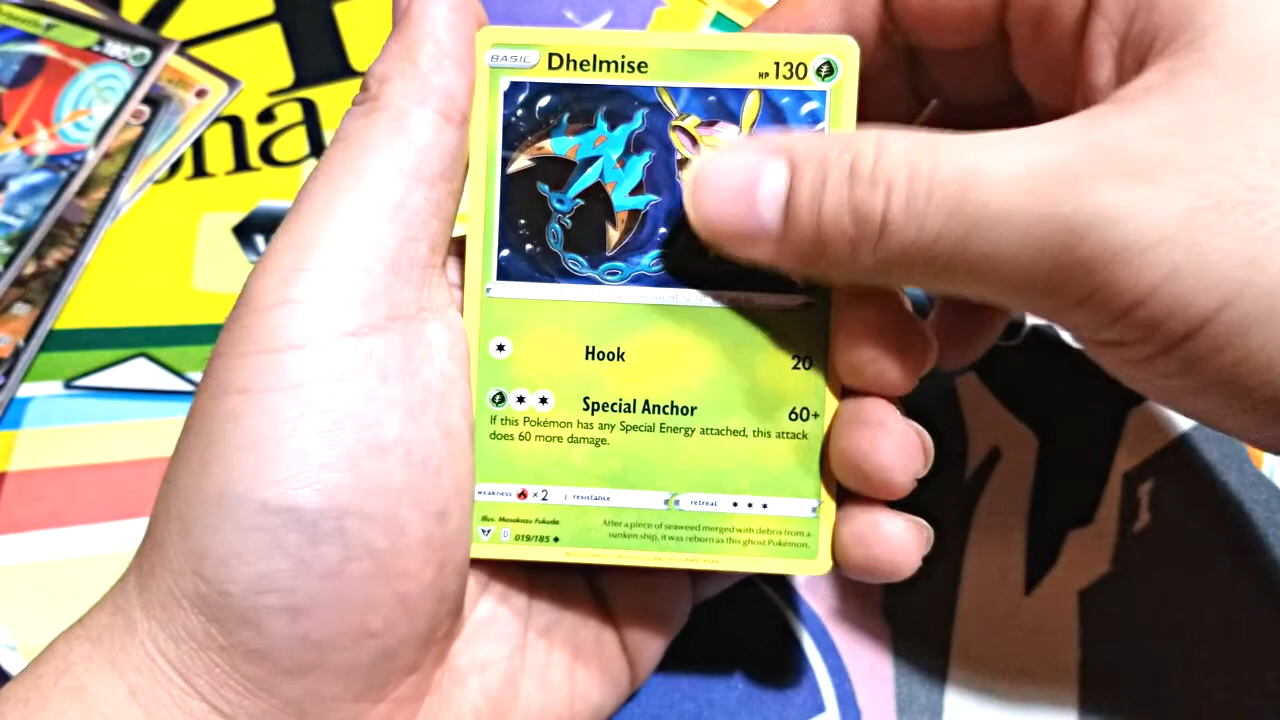 BASIC Dhelmise HP 130
Hook 20
Special Anchor 60+
If this Pokémon has any Special Energy attached, this attack
does 60 more damage.
weakness ×2 resistance retreat
Illus. Masakazu Fukuda
019/185
After a piece of seaweed merged with debris from a
sunken ship, it was reborn as this ghost Pokémon.
na